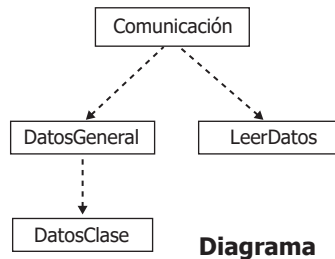 Comunicación
DatosGeneral
LeerDatos
DatosClase
Diagrama